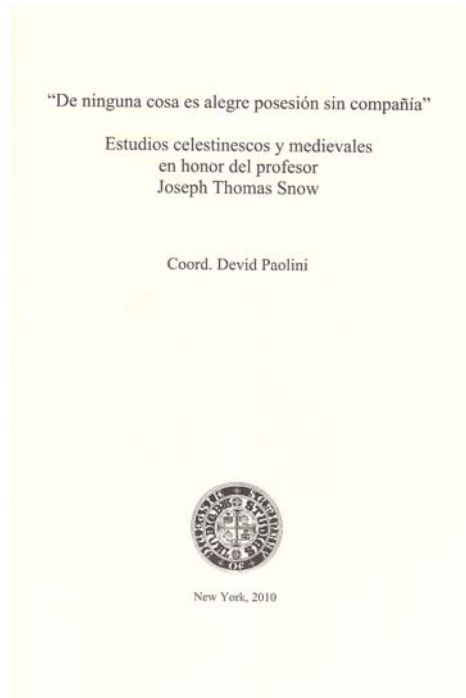 “De ninguna cosa es alegre posesión sin compañía”
Estudios celestinescos y medievales
en honor del profesor
Joseph Thomas Snow
Coord. Devid Paolini
New York, 2010